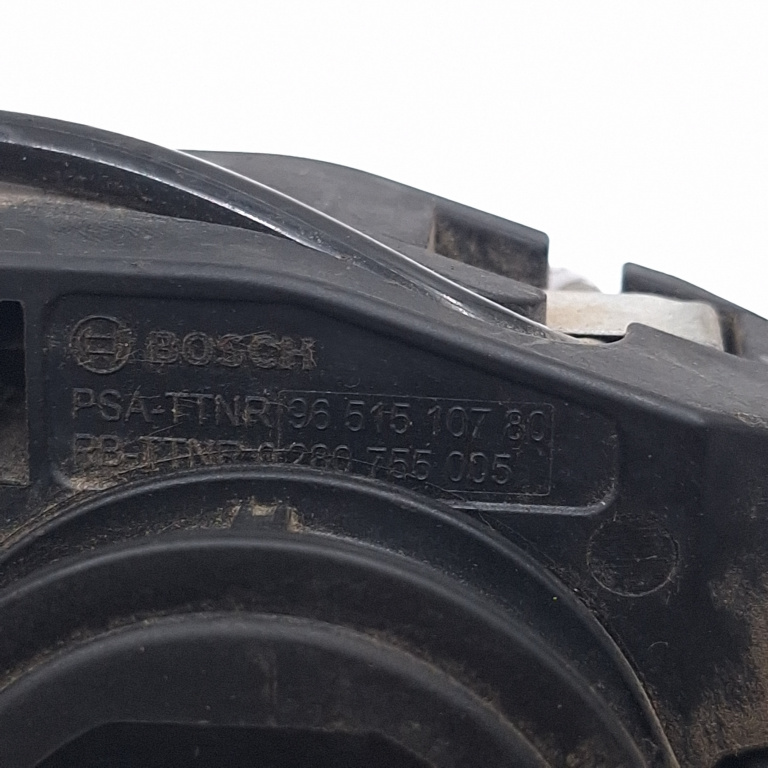 BOSCH
PSA-TTNR 96 515 107 80
RB-TTNR 0 280 755 005